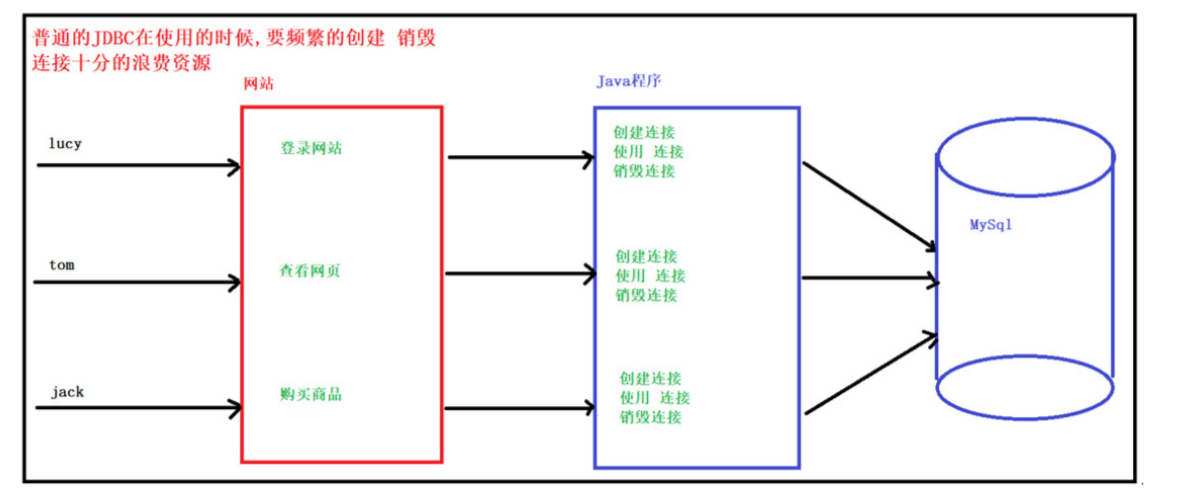 普通的JDBC在使用的时候,要频繁的创建 销毁
连接十分的浪费资源
网站
Java程序
lucy
登录网站
创建连接
使用 连接
销毁连接
MySql
tom
查看网页
创建连接
使用 连接
销毁连接
jack
购买商品
创建连接
使用 连接
销毁连接